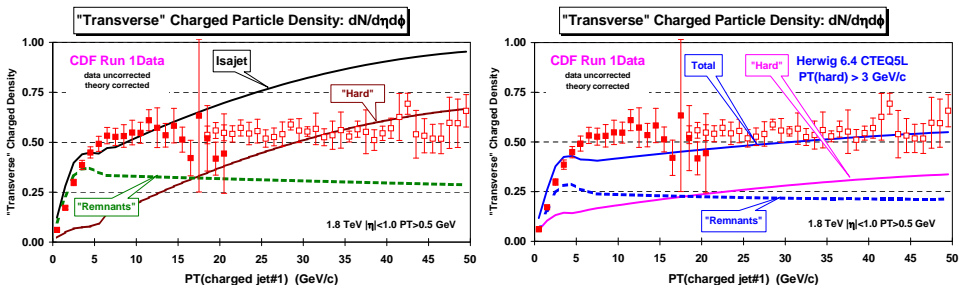 "Transverse" Charged Particle Density: dN/dηdϕ
1.00
0.75
0.50
0.25
0.00
"Transverse" Charged Density
CDF Run 1Data
data uncorrected
theory corrected
Isajet
"Hard"
"Remnants"
1.8 TeV |η|<1.0 PT>0.5 GeV
0 5 10 15 20 25 30 35 40 45 50
PT(charged jet#1) (GeV/c)
"Transverse" Charged Particle Density: dN/dηdϕ
1.00
0.75
0.50
0.25
0.00
"Transverse" Charged Density
CDF Run 1Data
data uncorrected
theory corrected
Total
"Hard"
Herwig 6.4 CTEQ5L
PT(hard) > 3 GeV/c
"Remnants"
1.8 TeV |η|<1.0 PT>0.5 GeV
0 5 10 15 20 25 30 35 40 45 50
PT(charged jet#1) (GeV/c)